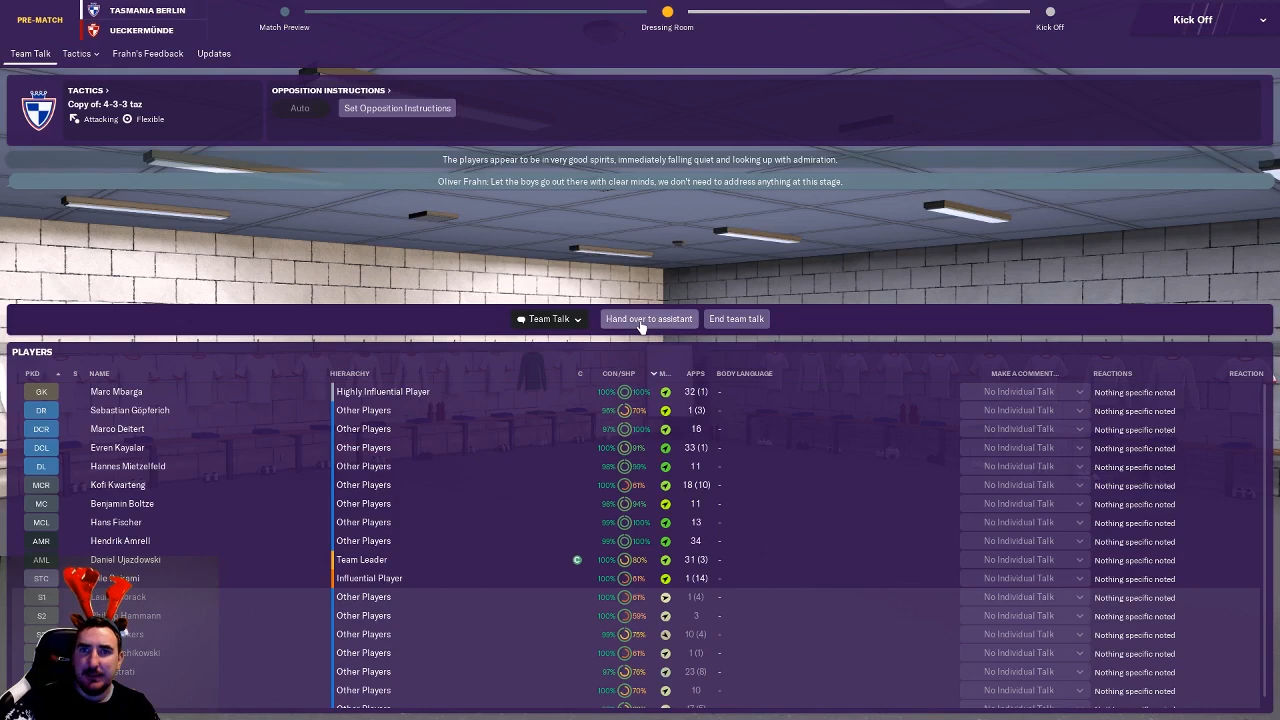 PRE-MATCH
TASMANIA BERLIN
UECKERMÜNDE
Match Preview
Dressing Room
Kick Off
Kick Off
Team Talk Tactics Frahn's Feedback Updates
TACTICS >
Copy of: 4-3-3 taz
Attacking Flexible
OPPOSITION INSTRUCTIONS >
Auto Set Opposition Instructions
The players appear to be in very good spirits, immediately falling quiet and looking up with admiration.
Oliver Frahn: Let the boys go out there with clear minds, we don't need to address anything at this stage.
Team Talk Hand over to assistant End team talk
PLAYERS
PKD S NAME HIERARCHY C CON/SHP M... APPS BODY LANGUAGE MAKE A COMMENT... REACTIONS REACTION
GK Marc Mbarga Highly Influential Player 100% 100% 32 (1) - No Individual Talk Nothing specific noted
DR Sebastian Göpferich Other Players 96% 70% 1 (3) - No Individual Talk Nothing specific noted
DCR Marco Deitert Other Players 97% 100% 16 - No Individual Talk Nothing specific noted
DCL Evren Kayalar Other Players 100% 91% 33 (1) - No Individual Talk Nothing specific noted
DL Hannes Mietzelfeld Other Players 98% 99% 11 - No Individual Talk Nothing specific noted
MCR Kofi Kwarteng Other Players 100% 61% 18 (10) - No Individual Talk Nothing specific noted
MC Benjamin Boltze Other Players 98% 94% 11 - No Individual Talk Nothing specific noted
MCL Hans Fischer Other Players 99% 100% 13 - No Individual Talk Nothing specific noted
AMR Hendrik Amrell Other Players 99% 100% 34 - No Individual Talk Nothing specific noted
AML Daniel Ujazdowski Team Leader C 100% 80% 31 (3) - No Individual Talk Nothing specific noted
STC Influential Player 100% 61% 1 (14) - No Individual Talk Nothing specific noted
S1 Other Players 100% 61% 1 (4) - No Individual Talk Nothing specific noted
S2 Hammann Other Players 100% 59% 3 - No Individual Talk Nothing specific noted
Other Players 99% 75% 10 (4) - No Individual Talk Nothing specific noted
Other Players 100% 61% 1 (1) - No Individual Talk Nothing specific noted
Other Players 97% 76% 23 (8) - No Individual Talk Nothing specific noted
Other Players 100% 70% 10 - No Individual Talk Nothing specific noted